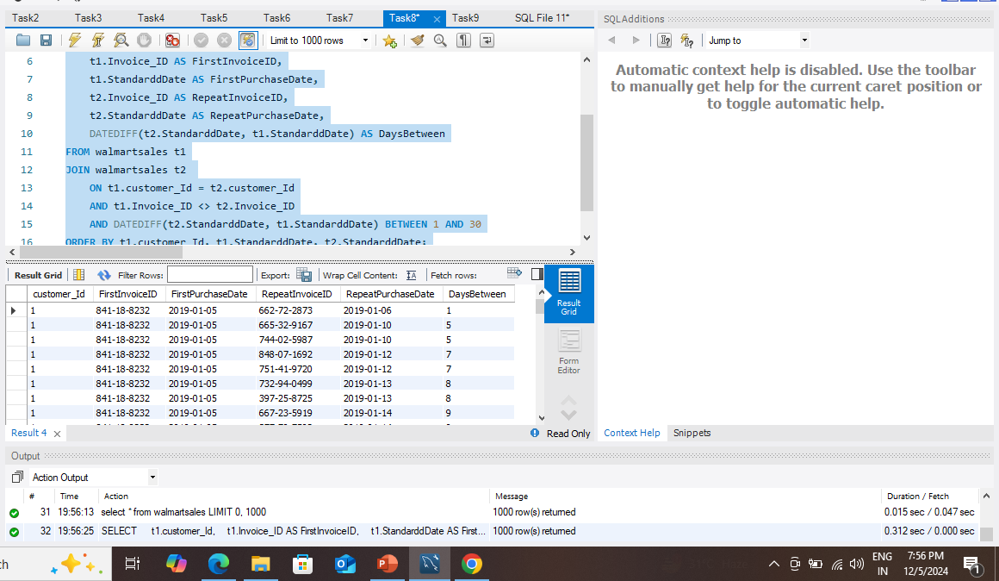 Task2 Task3 Task4 Task5 Task6 Task7 Task8* Task9 SQL File 11*
SQLAdditions
Limit to 1000 rows
Jump to
6 t1.Invoice_ID AS FirstInvoiceID,
7 t1.StandarddDate AS FirstPurchaseDate,
8 t2.Invoice_ID AS RepeatInvoiceID,
9 t2.StandarddDate AS RepeatPurchaseDate,
10 DATEDIFF(t2.StandarddDate, t1.StandarddDate) AS DaysBetween
11 FROM walmartsales t1
12 JOIN walmartsales t2
13 ON t1.customer_Id = t2.customer_Id
14 AND t1.Invoice_ID <> t2.Invoice_ID
15 AND DATEDIFF(t2.StandarddDate, t1.StandarddDate) BETWEEN 1 AND 30
16 ORDER BY t1.customer_Id, t1.StandarddDate, t2.StandarddDate;
Automatic context help is disabled. Use the toolbar
to manually get help for the current caret position or
to toggle automatic help.
Result Grid Filter Rows: Export: Wrap Cell Content: Fetch rows:
customer_Id FirstInvoiceID FirstPurchaseDate RepeatInvoiceID RepeatPurchaseDate DaysBetween
1 841-18-8232 2019-01-05 662-72-2873 2019-01-06 1
1 841-18-8232 2019-01-05 665-32-9167 2019-01-10 5
1 841-18-8232 2019-01-05 744-02-5987 2019-01-10 5
1 841-18-8232 2019-01-05 848-07-1692 2019-01-12 7
1 841-18-8232 2019-01-05 751-41-9720 2019-01-12 7
1 841-18-8232 2019-01-05 732-94-0499 2019-01-13 8
1 841-18-8232 2019-01-05 397-25-8725 2019-01-13 8
1 841-18-8232 2019-01-05 667-23-5919 2019-01-14 9
Result
Grid
Form
Editor
Result 4
Read Only
Context Help Snippets
Output
Action Output
# Time Action Message Duration / Fetch
31 19:56:13 select * from walmartsales LIMIT 0, 1000 1000 row(s) returned 0.015 sec / 0.047 sec
32 19:56:25 SELECT t1.customer_Id, t1.Invoice_ID AS FirstInvoiceID, t1.StandarddDate AS First... 1000 row(s) returned 0.312 sec / 0.000 sec
ch
ENG
IN
7:56 PM
12/5/2024
1